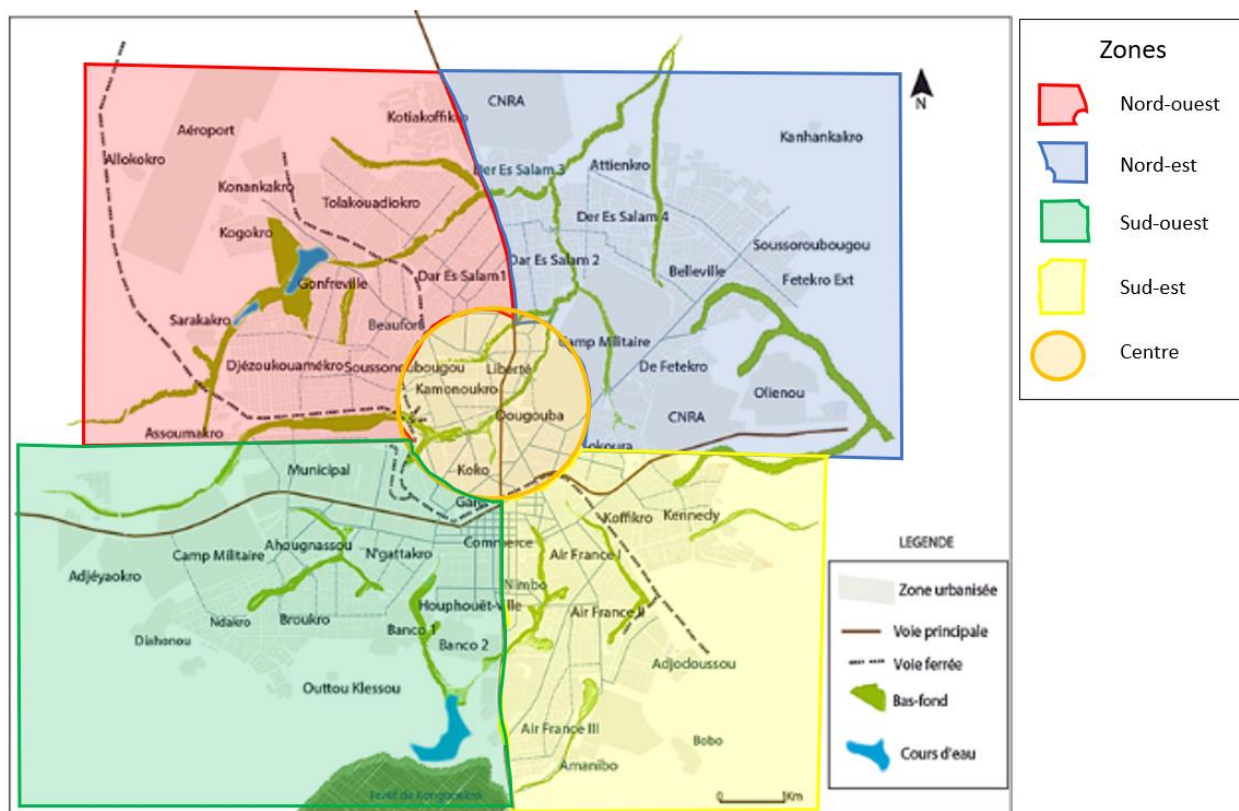 CNRA
Kotiakoffikro
Aéroport
Kanhankakro
Allokokro
Attienkro
Der Es Salam 3
Konankakro
Tolakouadiokro
Der Es Salam 4
Kogokro
Soussoroubougou
Dar Es Salam 2
Belleville
Dar Es Salam 1
Fetekro Ext
Gonfreville
Sarakakro
Beaufort
Camp Militaire
Djézoukouamékro
Soussoroubougou
Liberté
De Fetekro
Kamonoukro
Olienou
Dougouba
CNRA
Assoumakro
Sokoura
Municipal
Koko
Gare
Koffikro
Kennedy
Commerce
Camp Militaire
Ahougnassou
N'gattakro
Air France I
Adjéyaokro
Nimbo
Houphouët-ville
Air France II
Ndakro
Broukro
Banco 1
Diahonou
Banco 2
Adjodoussou
Outtou Klessou
Air France III
Bobo
Amanibo
0 1Km
N
Zones
Nord-ouest
Nord-est
Sud-ouest
Sud-est
Centre
LEGENDE
Zone urbanisée
Voie principale
Voie ferrée
Bas-fond
Cours d'eau